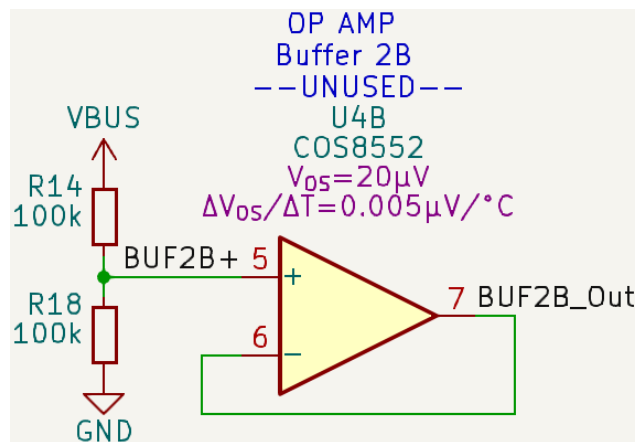 OP AMP
Buffer 2B
--UNUSED--
U4B
COS8552
VOS=20µV
ΔVOS/ΔT=0.005µV/°C
VBUS
R14
100k
BUF2B+
5
+
R18
100k
6
−
7
BUF2B_Out
GND